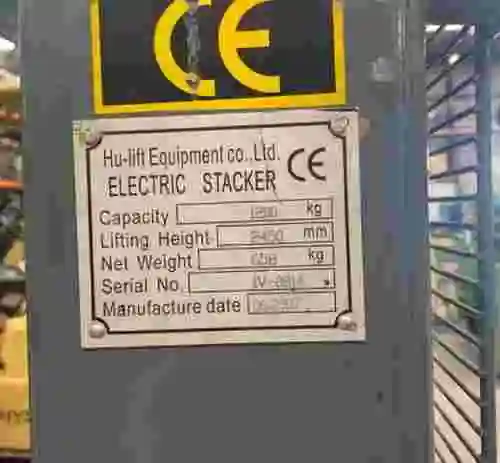 CE
Hu-lift Equipment co., Ltd. CE
ELECTRIC STACKER
Capacity 1200 kg
Lifting Height mm
Net Weight kg
Serial No.
Manufacture date